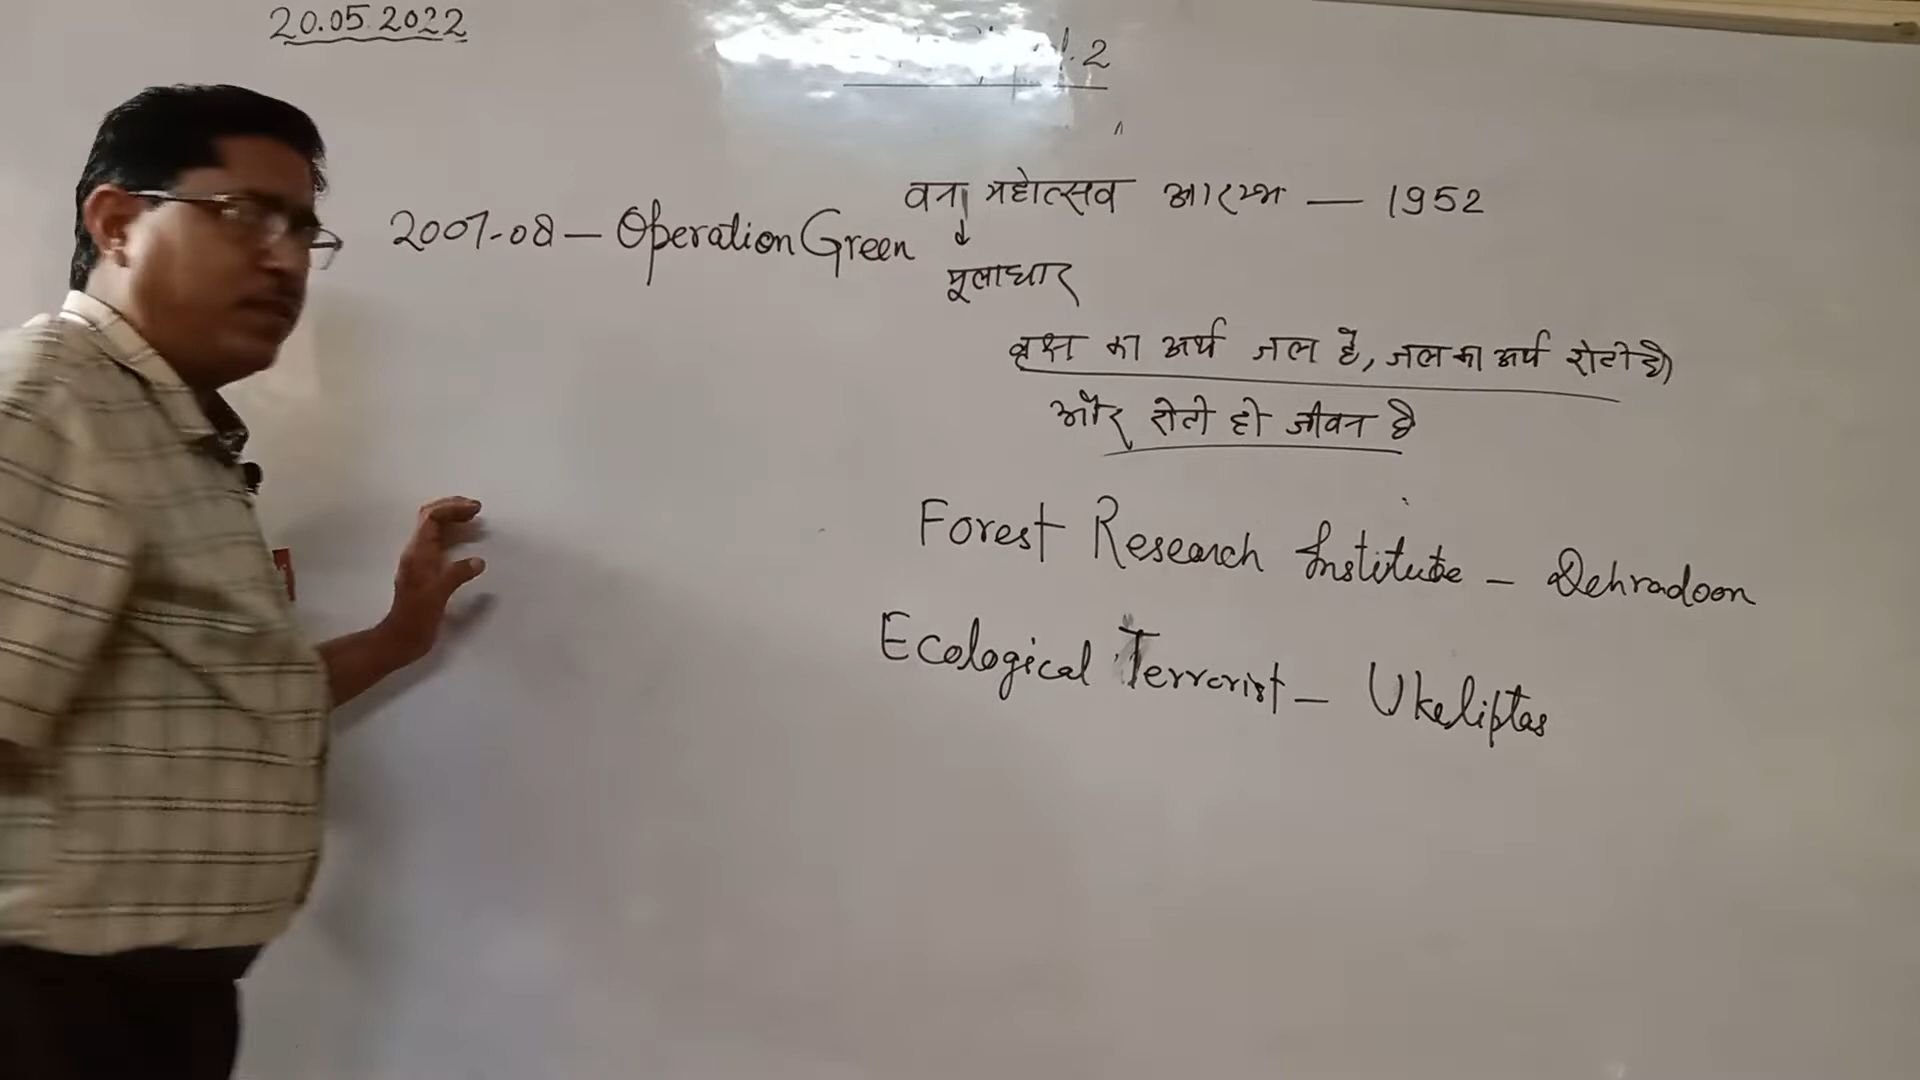 20.05.2022
2
वन महोत्सव आरम्भ — 1952
2007-08 — Operation Green
मूलाधार
वृक्ष का अर्थ जल है, जल का अर्थ रोटी है
और रोटी ही जीवन है
Forest Research Institute - Dehradoon
Ecological Terrorist - Ukeliptas